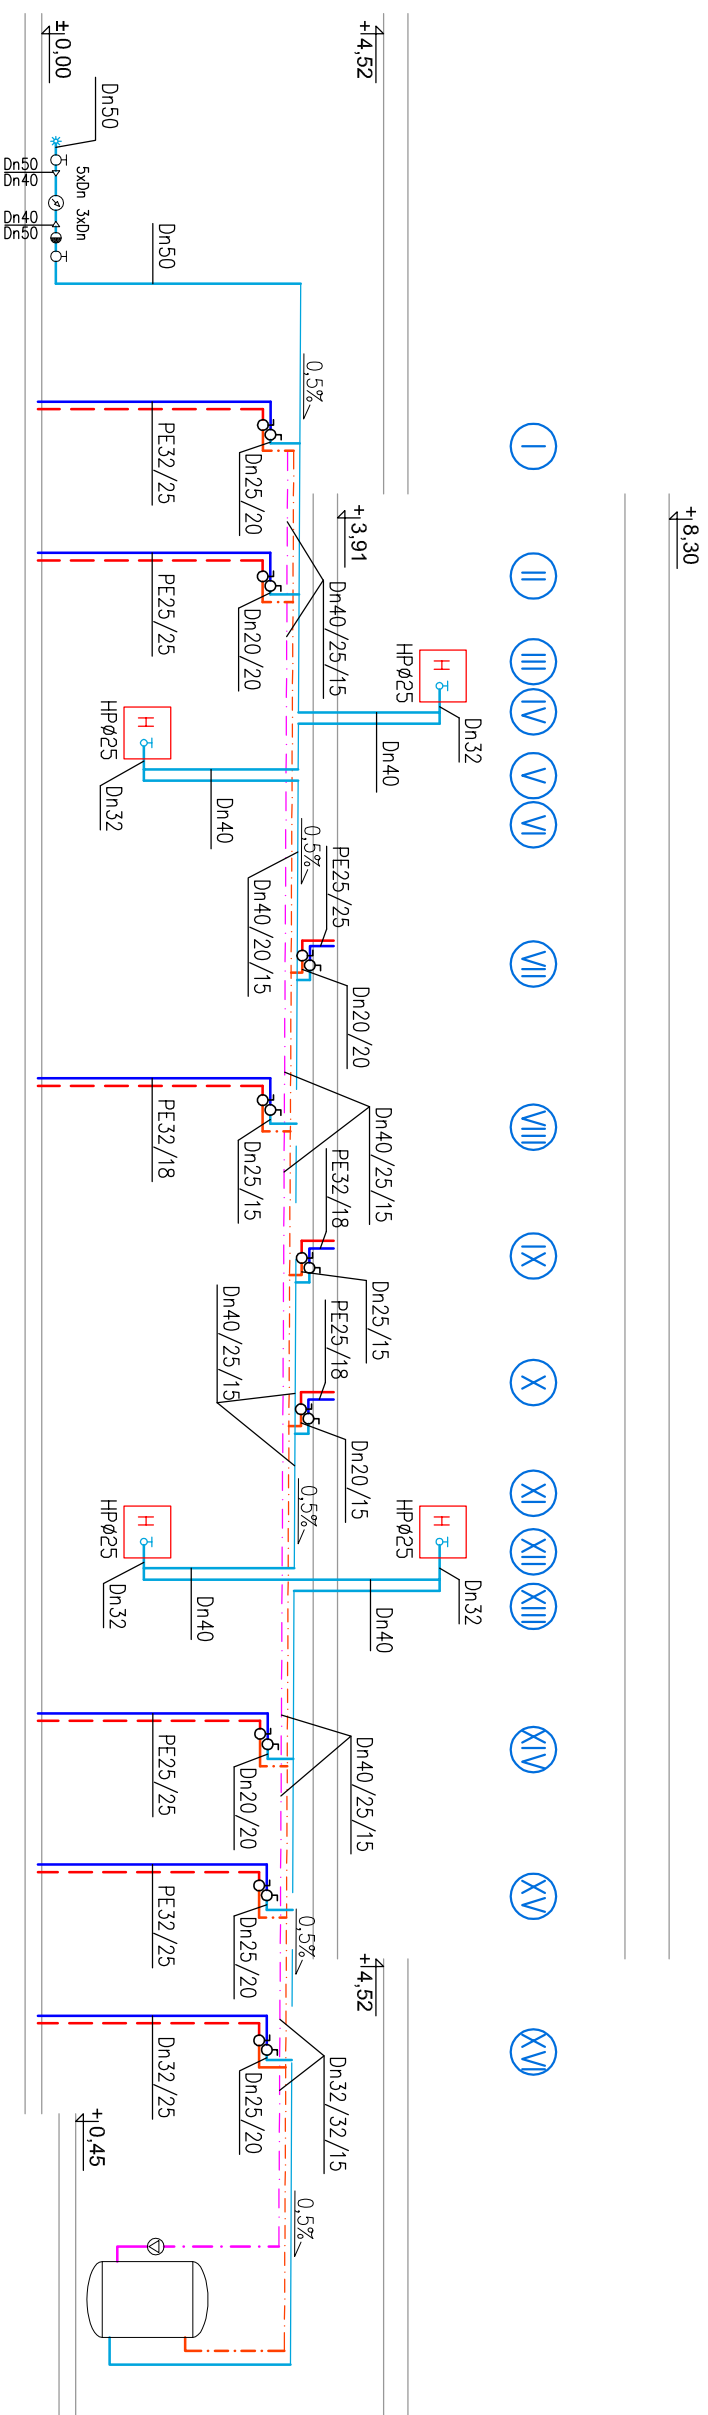 ±0,00
+4,52
Dn50
Dn50
Dn40
5xDn 3xDn
Dn40
Dn50
Dn50
0,5%
I
PE32/25
Dn25/20
+3,91
+8,30
Dn40/25/15
II
PE25/25
Dn20/20
III
IV
H
HPØ25
Dn32
Dn40
H
HPØ25
Dn32
Dn40
V
VI
0,5%
PE25/25
Dn40/20/15
Dn20/20
VII
PE32/18
Dn25/15
Dn40/25/15
VIII
PE32/18
Dn25/15
IX
Dn40/25/15
PE25/18
Dn20/15
X
0,5%
XI
XII
XIII
H
HPØ25
Dn32
Dn40
H
HPØ25
Dn32
Dn40
PE25/25
Dn20/20
Dn40/25/15
XIV
PE32/25
Dn25/20
0,5%
XV
+4,52
Dn32/25
Dn25/20
Dn32/32/15
XVI
+0,45
0,5%